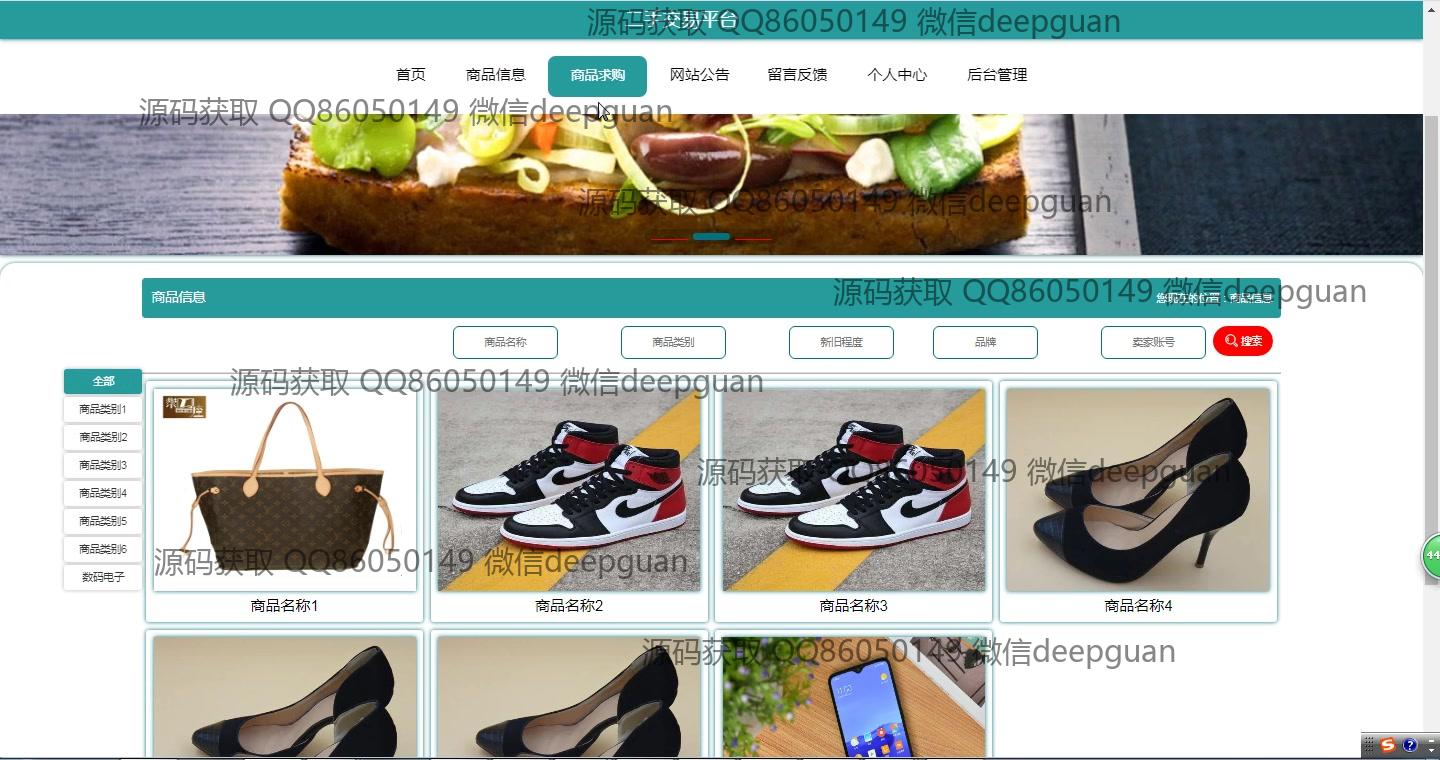 二手交易平台
源码获取 QQ86050149 微信deepguan
首页 商品信息 商品求购 网站公告 留言反馈 个人中心 后台管理
源码获取 QQ86050149 微信deepguan
源码获取 QQ86050149 微信deepguan
商品信息
源码获取 QQ86050149 微信deepguan
您现在的位置：商品信息
商品名称 商品类别 新旧程度 品牌 卖家账号 搜索
源码获取 QQ86050149 微信deepguan
全部
商品类别1
商品类别2
商品类别3
商品类别4
商品类别5
商品类别6
数码电子
源码获取 QQ86050149 微信deepguan
44
源码获取 QQ86050149 微信deepguan
商品名称1 商品名称2 商品名称3 商品名称4
源码获取 QQ86050149 微信deepguan